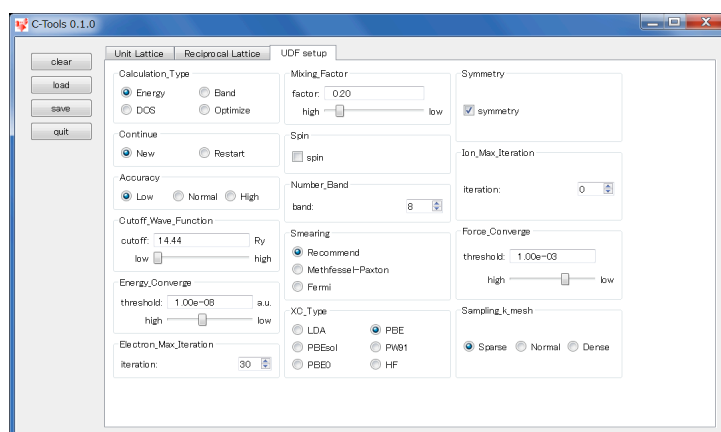 C-Tools 0.1.0
clear
load
save
quit
Unit Lattice Reciprocal Lattice UDF setup
Calculation_Type
Energy Band
DOS Optimize
Continue
New Restart
Accuracy
Low Normal High
Cutoff_Wave_Function
cutoff: 14.44 Ry
low high
Energy_Converge
threshold: 1.00e-08 a.u.
high low
Electron_Max_Iteration
iteration: 30
Mixing_Factor
factor: 0.20
high low
Spin
spin
Number_Band
band: 8
Smearing
Recommend
Methfessel-Paxton
Fermi
XC_Type
LDA PBE
PBEsol PW91
PBE0 HF
Symmetry
symmetry
Ion_Max_Iteration
iteration: 0
Force_Converge
threshold: 1.00e-03
high low
Sampling_k_mesh
Sparse Normal Dense